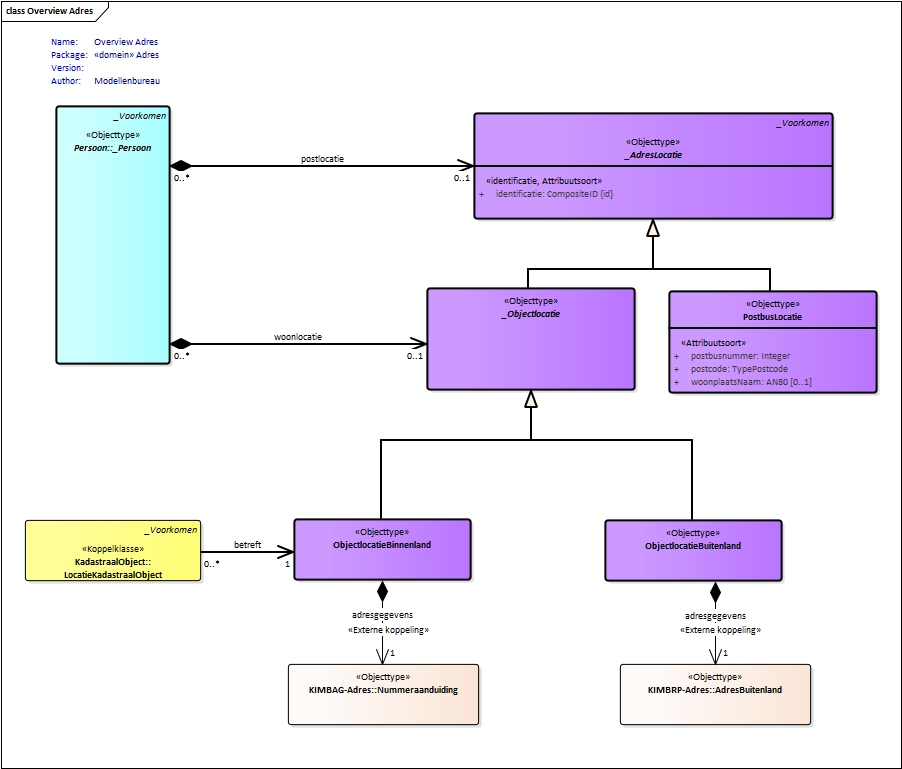 class Overview Adres
Name: Overview Adres
Package: «domein» Adres
Version:
Author: Modellenbureau
_Voorkomen
«Objecttype»
Persoon::_Persoon
postlocatie
0..*
0..1
_Voorkomen
«Objecttype»
_AdresLocatie
«identificatie, Attribuutsoort»
+ identificatie: CompositeID {id}
woonlocatie
0..*
0..1
«Objecttype»
_Objectlocatie
«Objecttype»
PostbusLocatie
«Attribuutsoort»
+ postbusnummer: Integer
+ postcode: TypePostcode
+ woonplaatsNaam: AN80 [0..1]
_Voorkomen
«Koppelklasse»
KadastraalObject::
LocatieKadastraalObject
betreft
0..*
1
«Objecttype»
ObjectlocatieBinnenland
«Objecttype»
ObjectlocatieBuitenland
adresgegevens
«Externe koppeling»
1
adresgegevens
«Externe koppeling»
1
«Objecttype»
KIMBAG-Adres::Nummeraanduiding
«Objecttype»
KIMBRP-Adres::AdresBuitenland